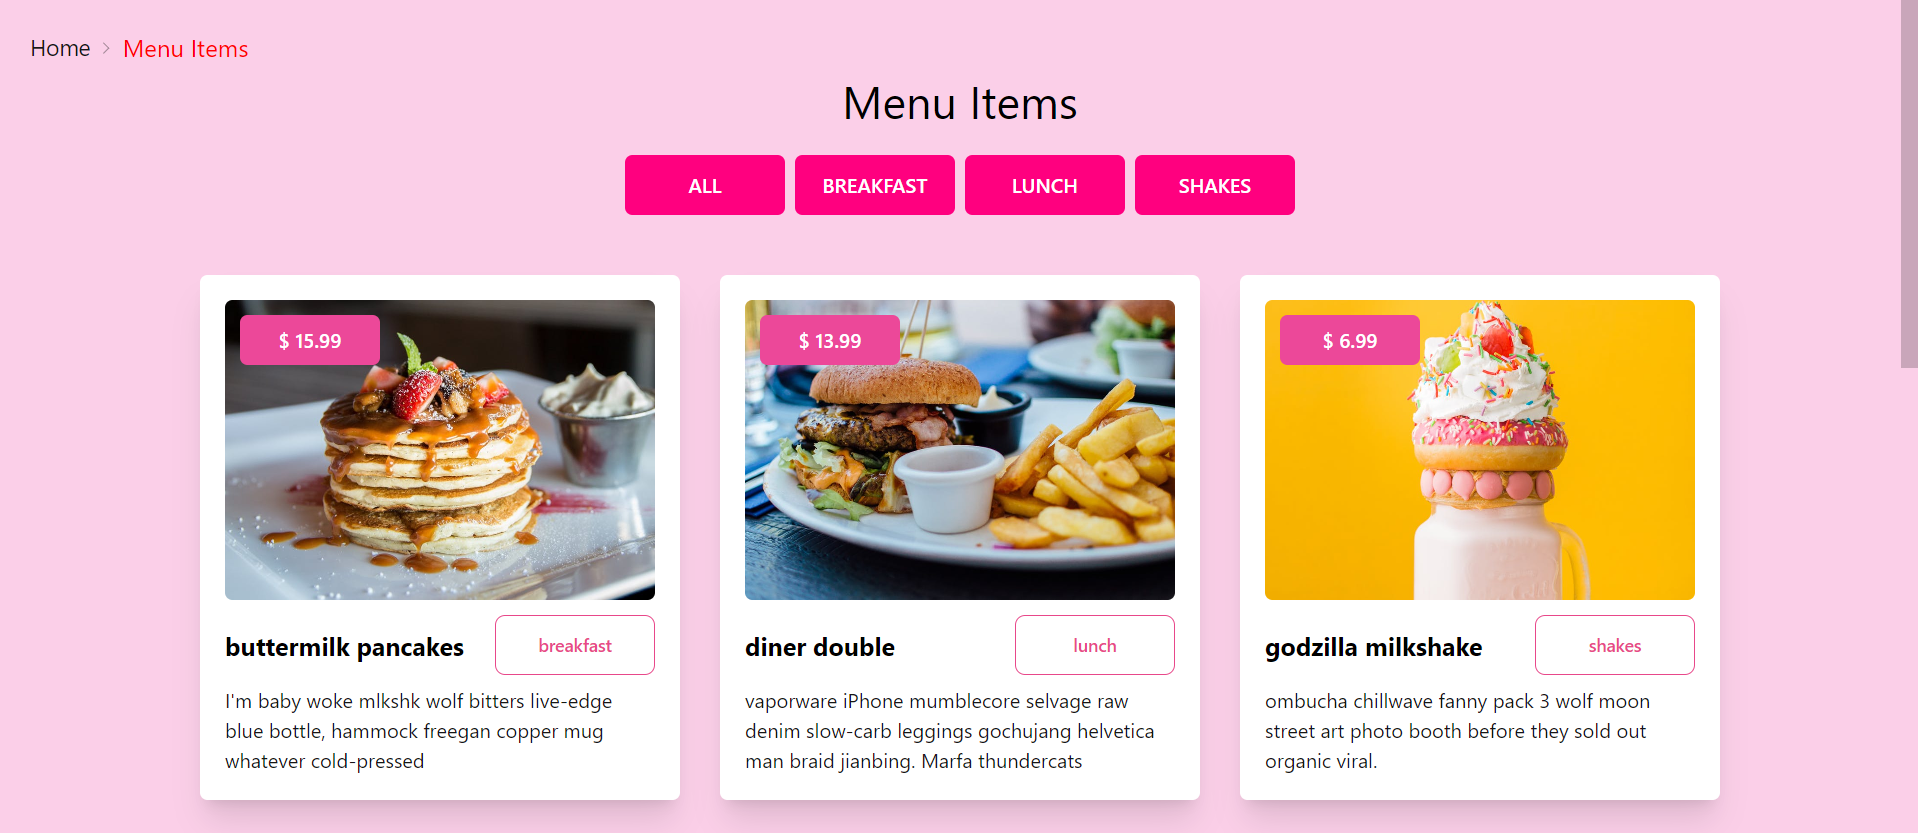 Home > Menu Items
Menu Items
ALL BREAKFAST LUNCH SHAKES
$ 15.99
buttermilk pancakes
breakfast
I'm baby woke mlkshk wolf bitters live-edge
blue bottle, hammock freegan copper mug
whatever cold-pressed
$ 13.99
diner double
lunch
vaporware iPhone mumblecore selvage raw
denim slow-carb leggings gochujang helvetica
man braid jianbing. Marfa thundercats
$ 6.99
godzilla milkshake
shakes
ombucha chillwave fanny pack 3 wolf moon
street art photo booth before they sold out
organic viral.